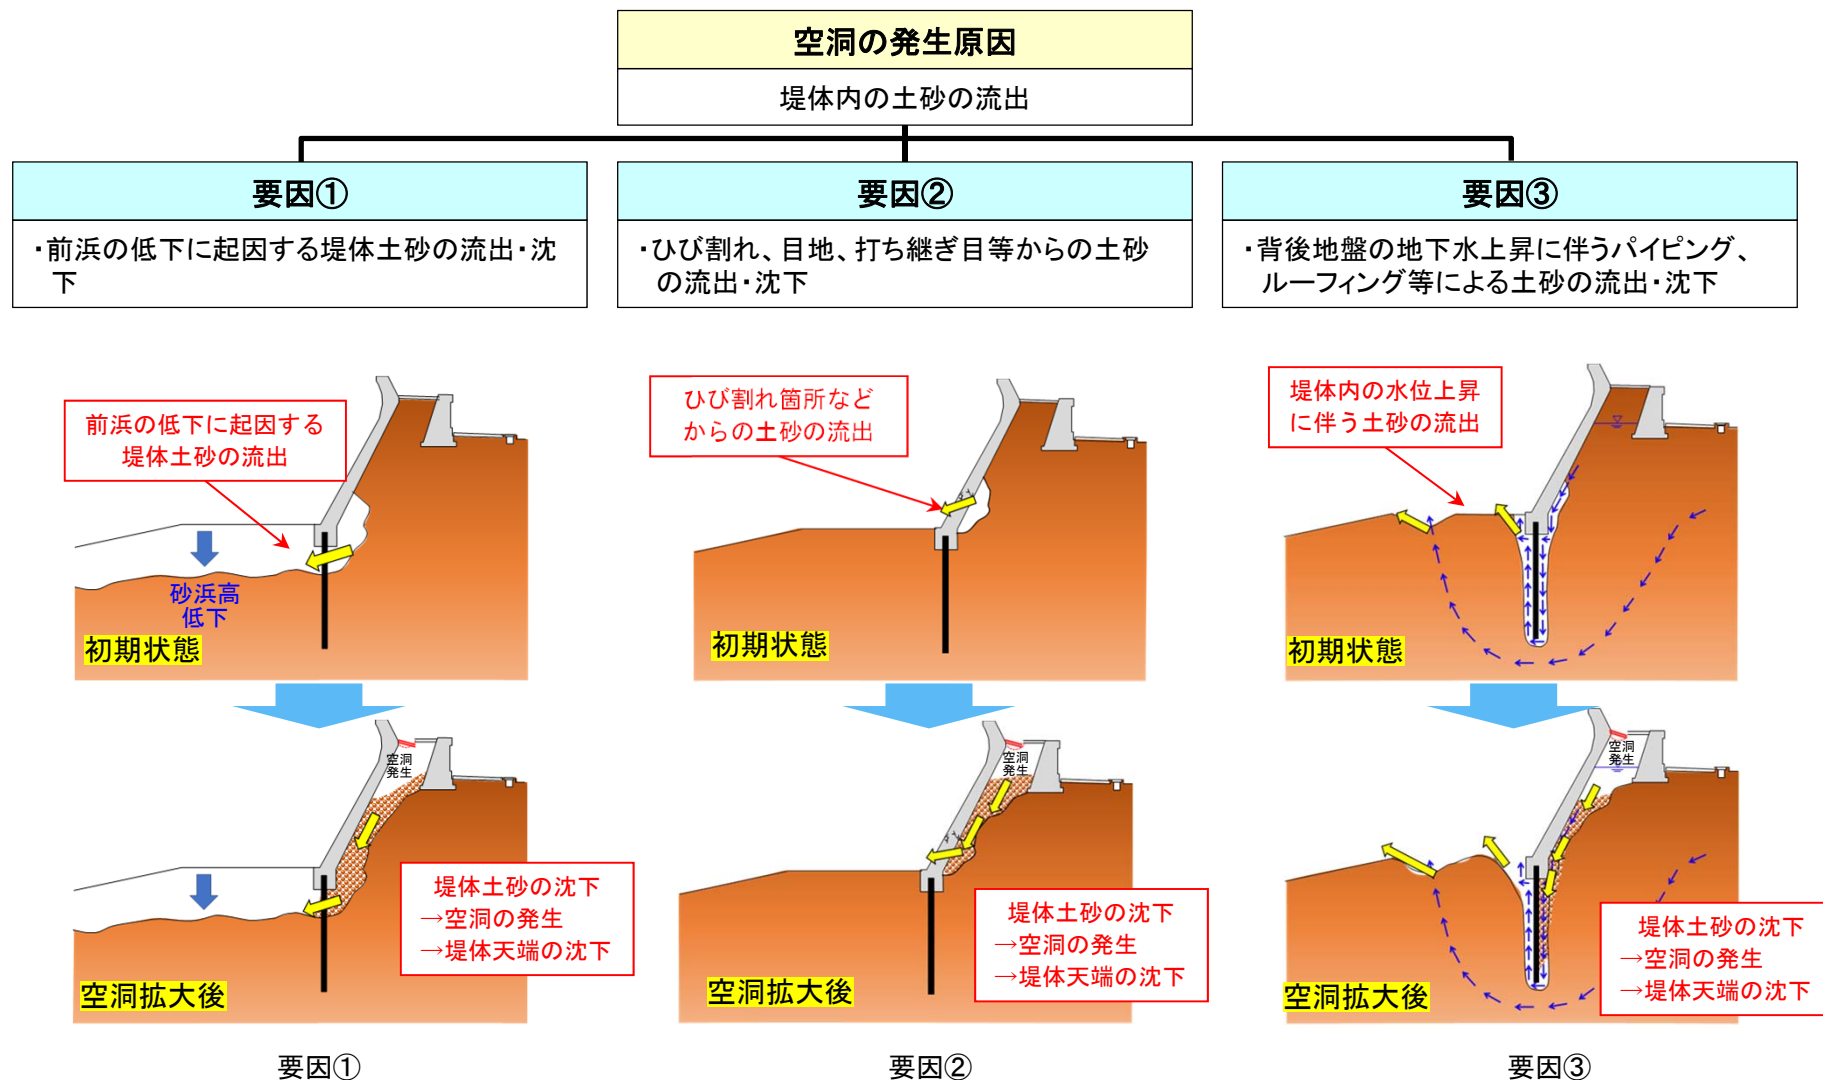 空洞の発生原因
堤体内の土砂の流出
要因①
・前浜の低下に起因する堤体土砂の流出・沈
下
要因②
・ひび割れ、目地、打ち継ぎ目等からの土砂
の流出・沈下
要因③
・背後地盤の地下水上昇に伴うパイピング、
ルーフィング等による土砂の流出・沈下
前浜の低下に起因する
堤体土砂の流出
砂浜高
低下
初期状態
ひび割れ箇所など
からの土砂の流出
初期状態
堤体内の水位上昇
に伴う土砂の流出
初期状態
空洞
発生
堤体土砂の沈下
→空洞の発生
→堤体天端の沈下
空洞拡大後
空洞
発生
堤体土砂の沈下
→空洞の発生
→堤体天端の沈下
空洞拡大後
空洞
発生
堤体土砂の沈下
→空洞の発生
→堤体天端の沈下
空洞拡大後
要因①
要因②
要因③